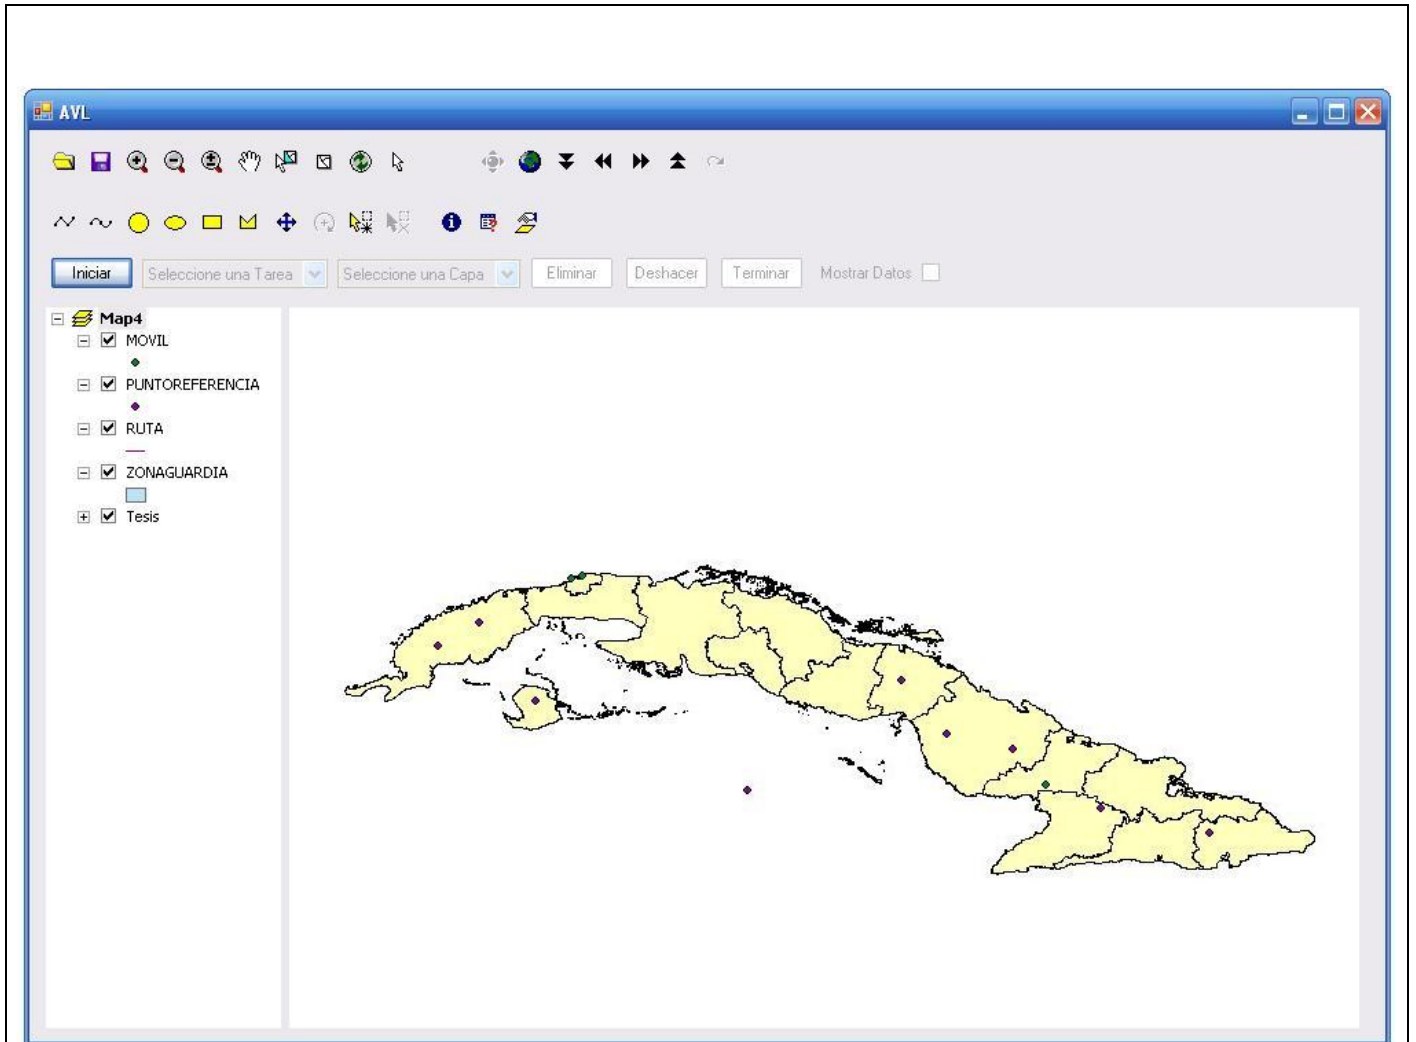 AVL
Iniciar Seleccione una Tarea Seleccione una Capa Eliminar Deshacer Terminar Mostrar Datos
Map4
MOVIL
PUNTOREFERENCIA
RUTA
ZONAGUARDIA
Tesis